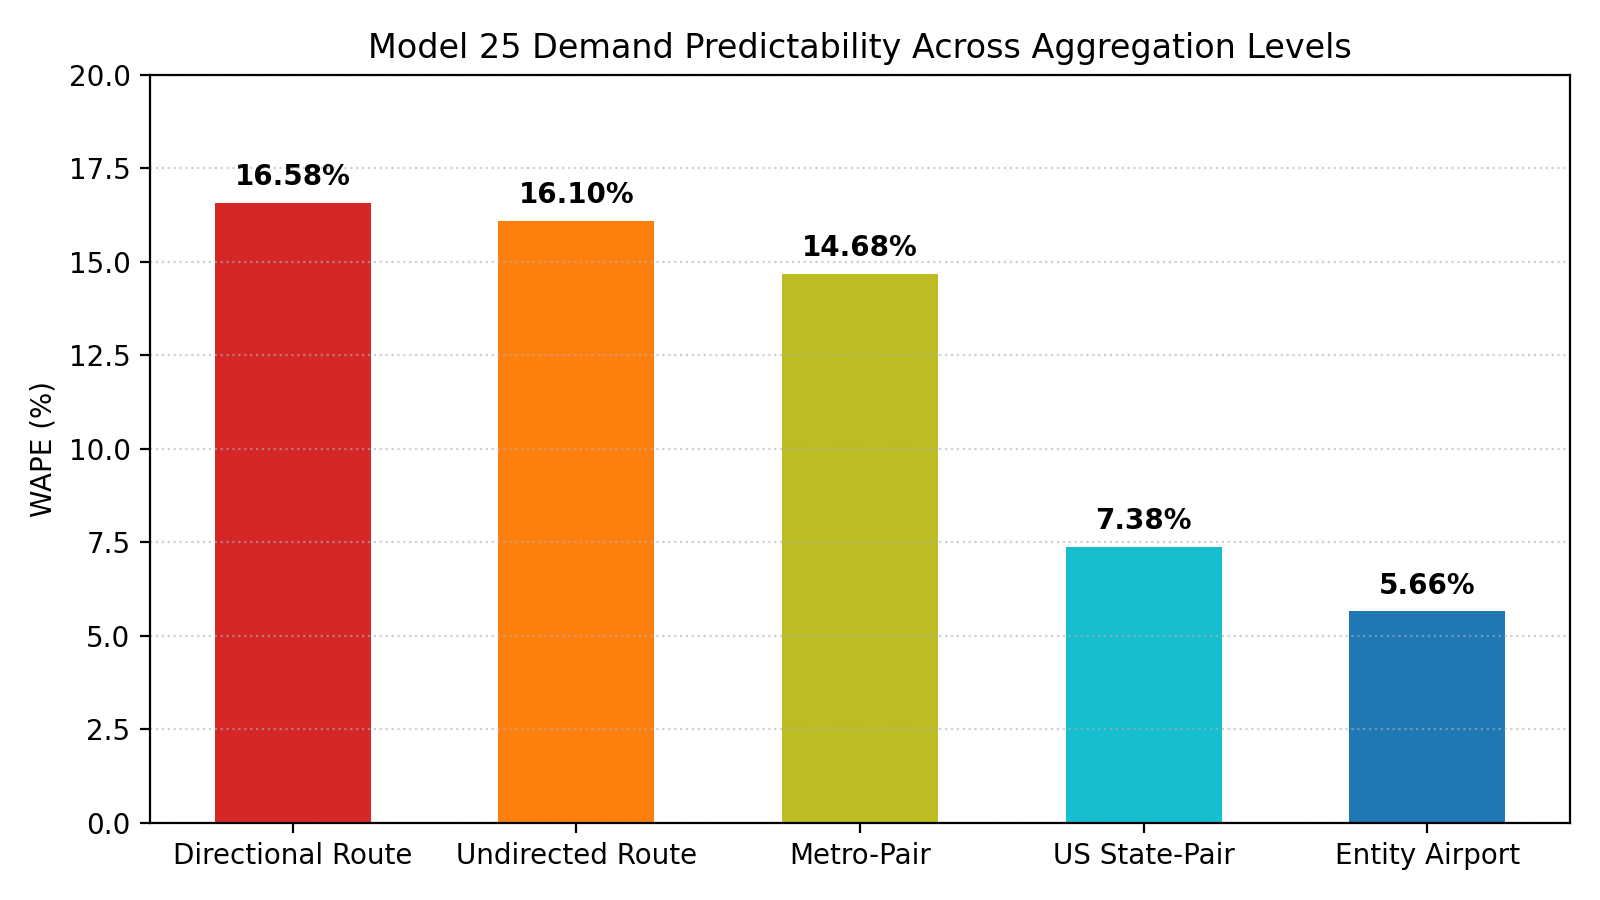 Model 25 Demand Predictability Across Aggregation Levels
WAPE (%)
20.0
17.5
15.0
12.5
10.0
7.5
5.0
2.5
0.0
16.58%
16.10%
14.68%
7.38%
5.66%
Directional Route
Undirected Route
Metro-Pair
US State-Pair
Entity Airport